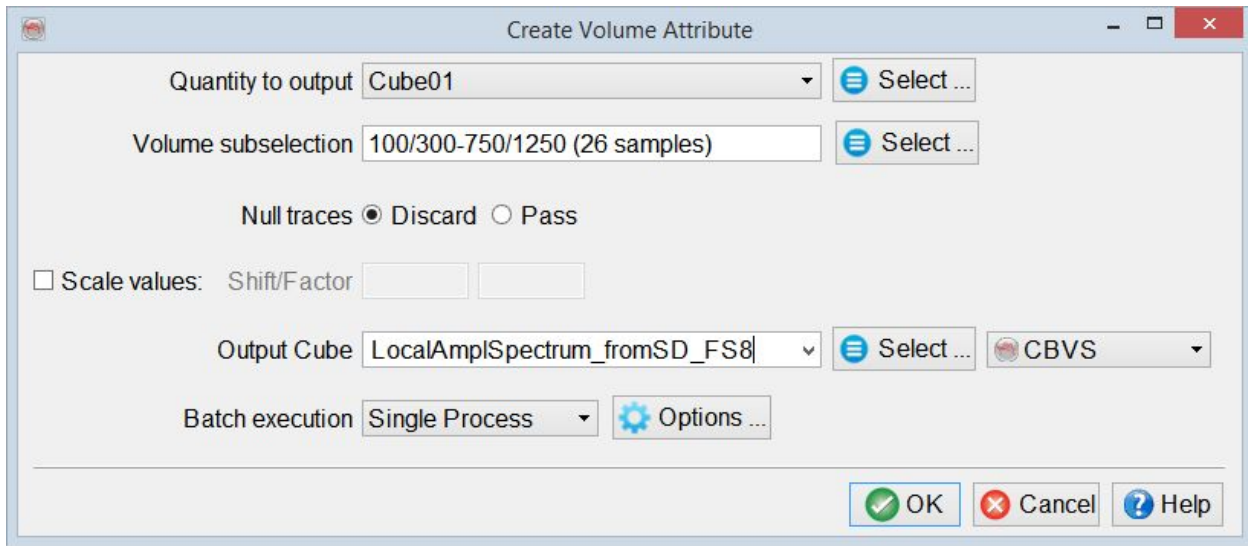 Create Volume Attribute
Quantity to output Cube01 Select ...
Volume subselection 100/300-750/1250 (26 samples) Select ...
Null traces Discard Pass
Scale values: Shift/Factor
Output Cube LocalAmplSpectrum_fromSD_FS8 Select ... CBVS
Batch execution Single Process Options ...
OK Cancel Help